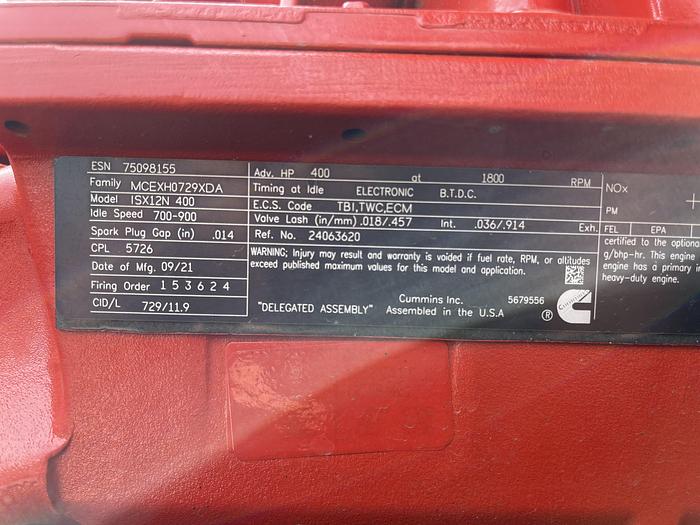 ESN 75098155
Family MCEXH0729XDA
Model ISX12N 400
Idle Speed 700-900
Spark Plug Gap (in) .014
CPL 5726
Date of Mfg. 09/21
Firing Order 1 5 3 6 2 4
CID/L 729/11.9
Adv. HP 400 at 1800 RPM
Timing at Idle ELECTRONIC B.T.D.C.
E.C.S. Code TBI,TWC,ECM
Valve Lash (in/mm) .018/.457 Int. .036/.914 Exh.
Ref. No. 24063620
WARNING; Injury may result and warranty is voided if fuel rate, RPM, or altitudes
exceed published maximum values for this model and application.
"DELEGATED ASSEMBLY"
Cummins Inc. 5679556
Assembled in the U.S.A
® Cummins
NOx
PM
FEL EPA
certified to the optiona
g/bhp-hr. This engine
engine has a primary i
heavy-duty engine.